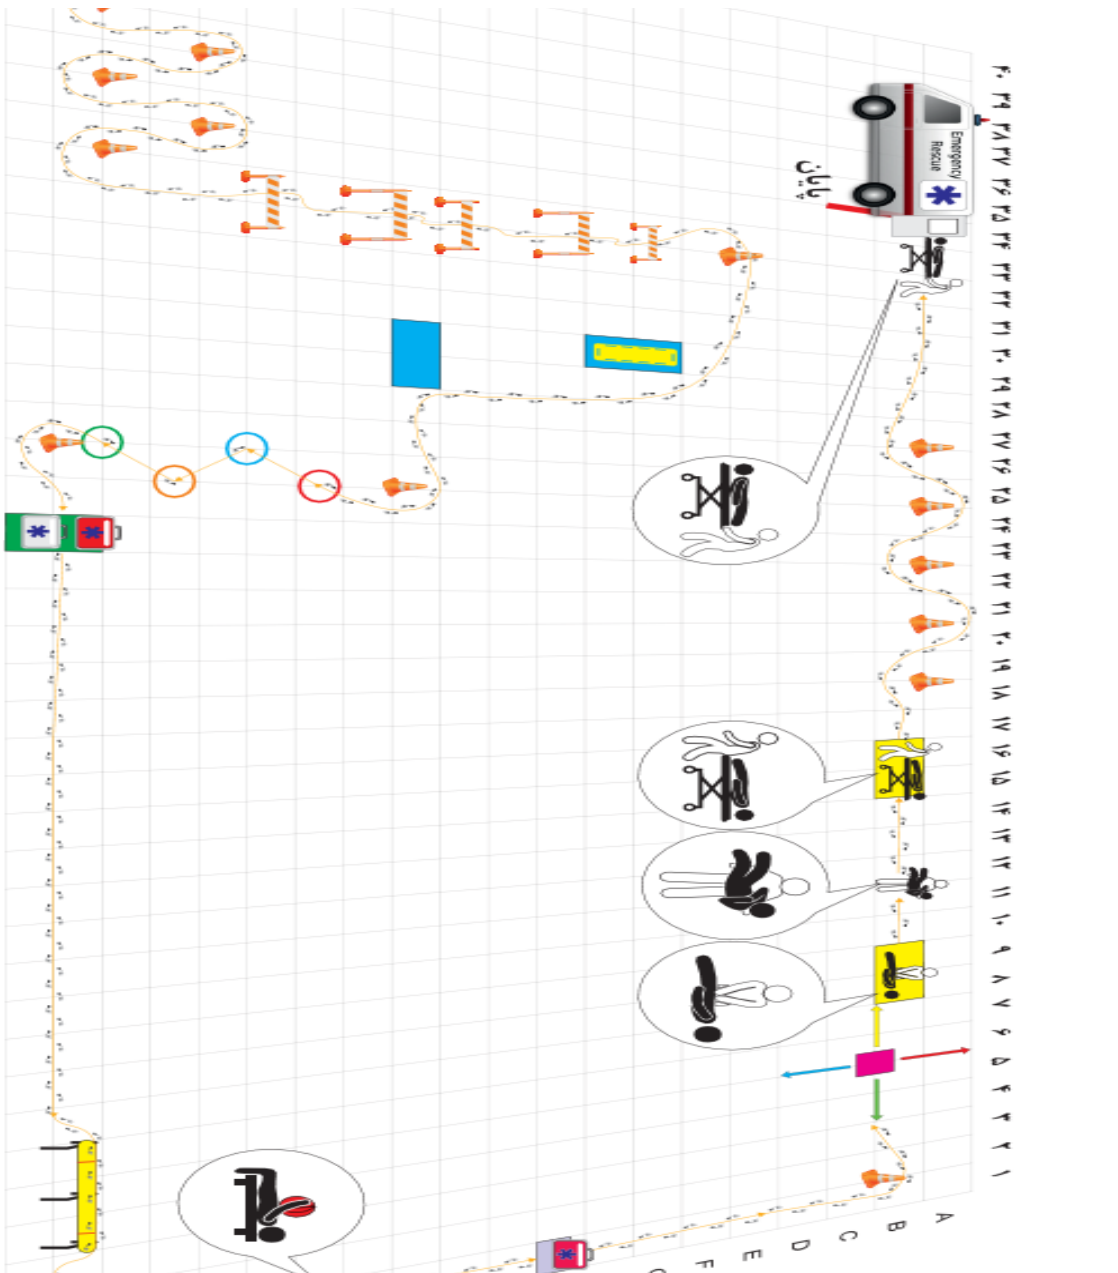 ۴۰ ۳۹ ۳۸ ۳۷ ۳۶ ۳۵ ۳۴ ۳۳ ۳۲ ۳۱ ۳۰ ۲۹ ۲۸ ۲۷ ۲۶ ۲۵ ۲۴ ۲۳ ۲۲ ۲۱ ۲۰ ۱۹ ۱۸ ۱۷ ۱۶ ۱۵ ۱۴ ۱۳ ۱۲ ۱۱ ۱۰ ۹ ۸ ۷ ۶ ۵ ۴ ۳ ۲ ۱
Emergency
Rescue
پایان
A
B
C
D
E
F